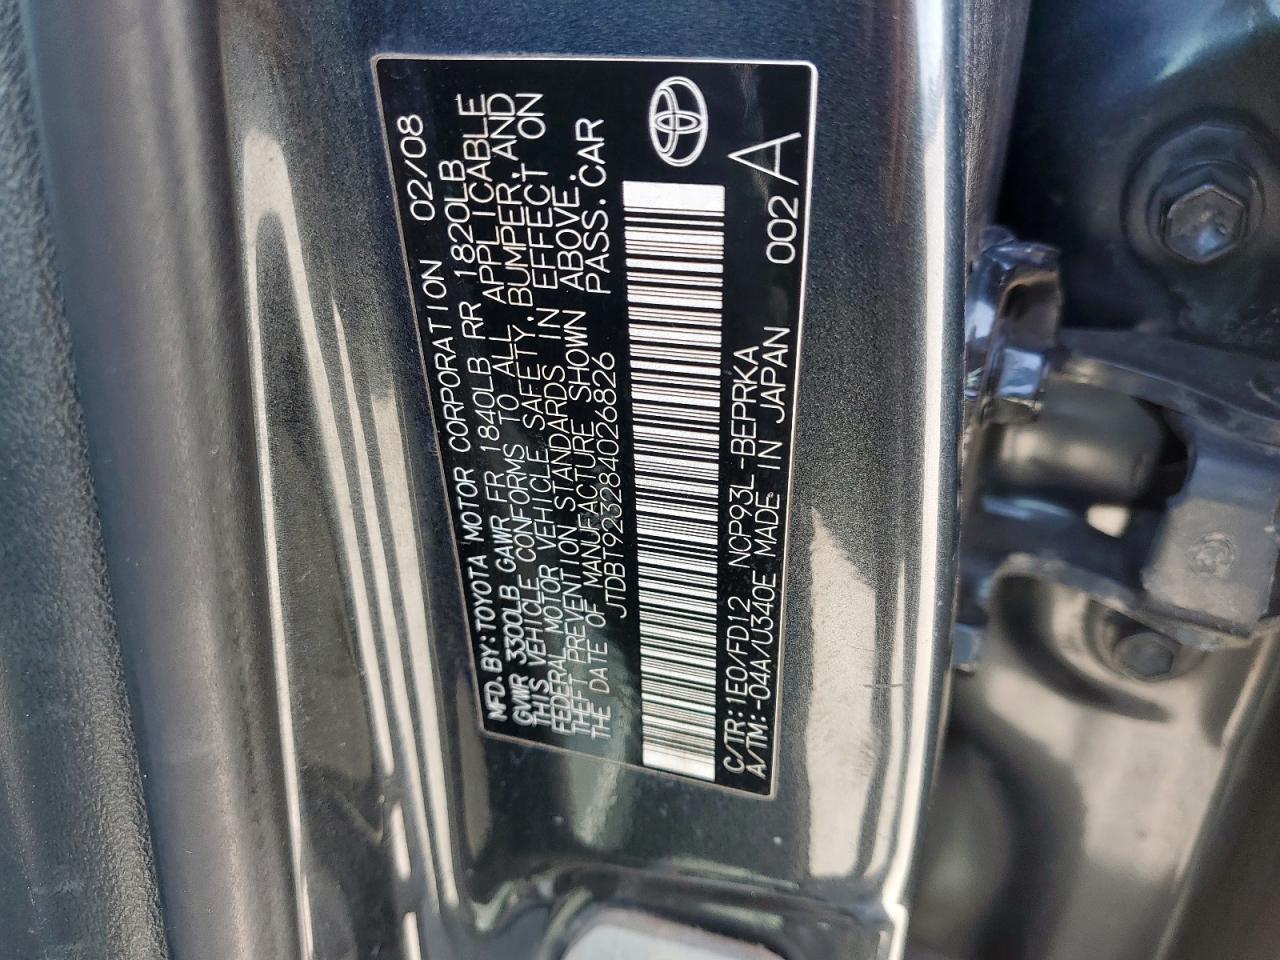 MFD. BY: TOYOTA MOTOR CORPORATION 02/08
GVWR 3300LB GAWR FR 1840LB RR 1820LB
THIS VEHICLE CONFORMS TO ALL APPLICABLE
FEDERAL MOTOR VEHICLE SAFETY, BUMPER, AND
THEFT PREVENTION STANDARDS IN EFFECT ON
THE DATE OF MANUFACTURE SHOWN ABOVE.
JTDBT923284026826 PASS. CAR
C/TR: 1E0/FD12 NCP93L-BEPRKA
A/TM: -04A/U340E MADE IN JAPAN 002 A